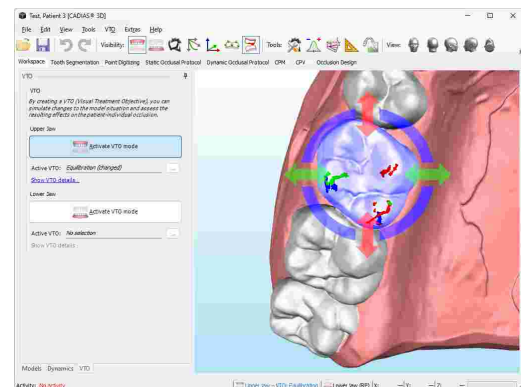 Test, Patient 3 [CADIAS® 3D]
File Edit View Tools VTO Extras Help
Visibility: Tools: View:
Workspace Tooth Segmentation Point Digitizing Static Occlusal Protocol Dynamic Occlusal Protocol CPM CPV Occlusion Design
VTO
VTO
By creating a VTO (Visual Treatment Objective), you can
simulate changes to the model situation and assess the
resulting effects on the patient-individual occlusion.
Upper Jaw
Activate VTO mode
Active VTO: Equilibration (changed) ...
Show VTO details...
Lower Jaw
Activate VTO mode
Active VTO: No selection ...
Show VTO details...
Models Dynamics VTO
Activity: No activity Upper Jaw - VTO: Equilibration Lower Jaw (RP) X: — Y: — Z: —